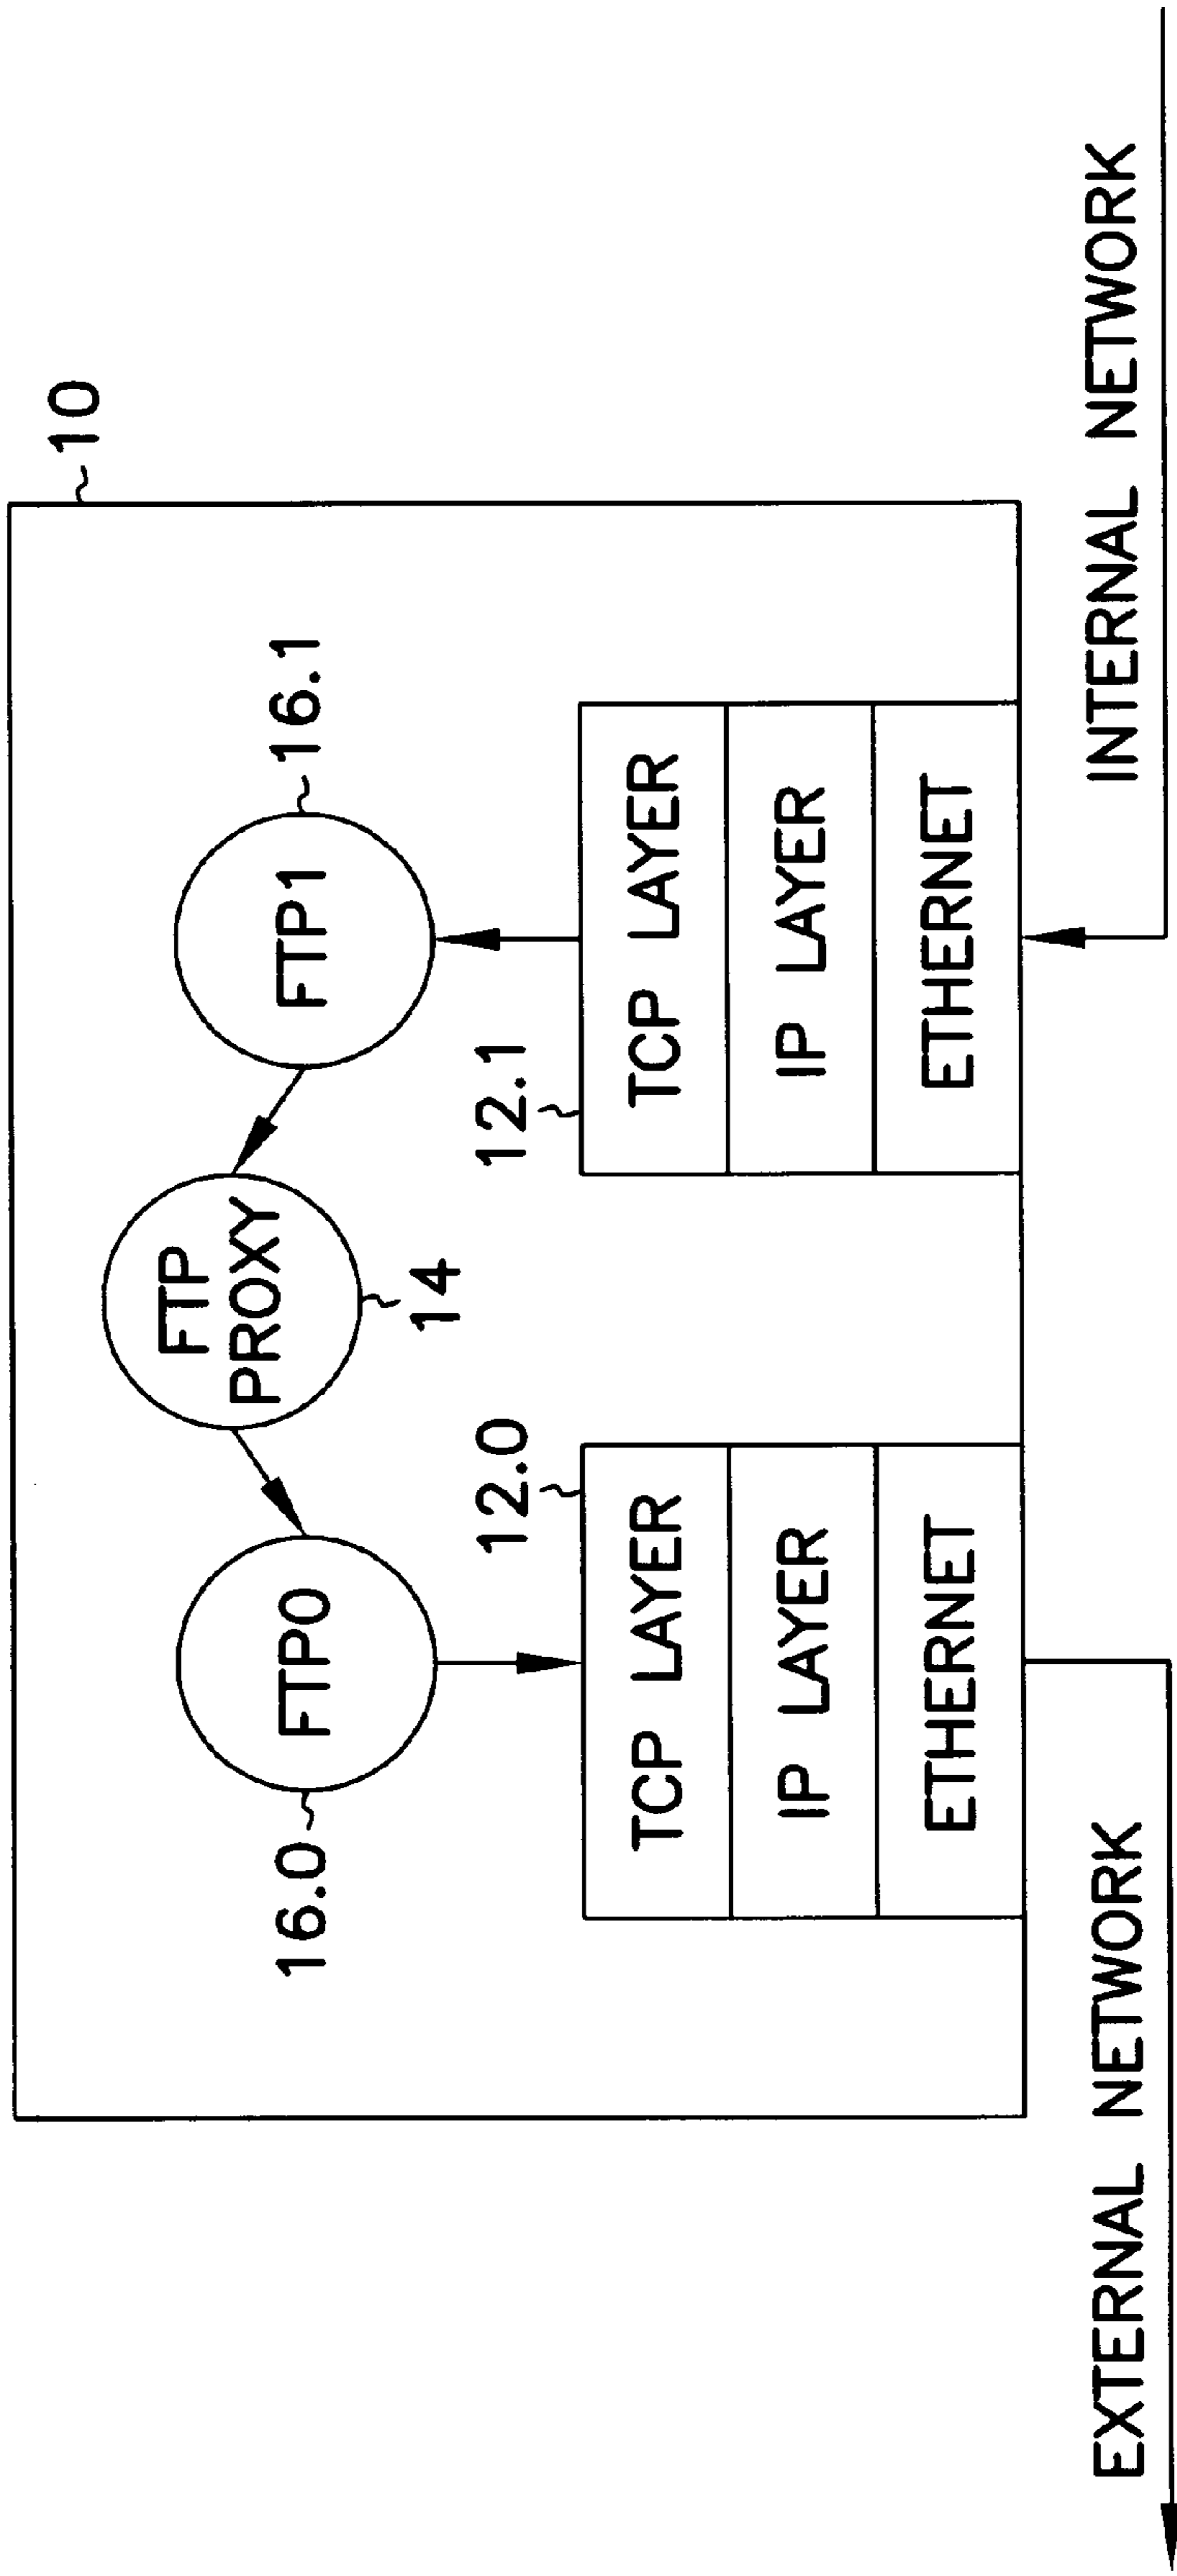 10
FTP
PROXY
14
FTP0
16.0
FTP1
16.1
12.0
TCP LAYER
IP LAYER
ETHERNET
12.1
TCP LAYER
IP LAYER
ETHERNET
EXTERNAL NETWORK
INTERNAL NETWORK